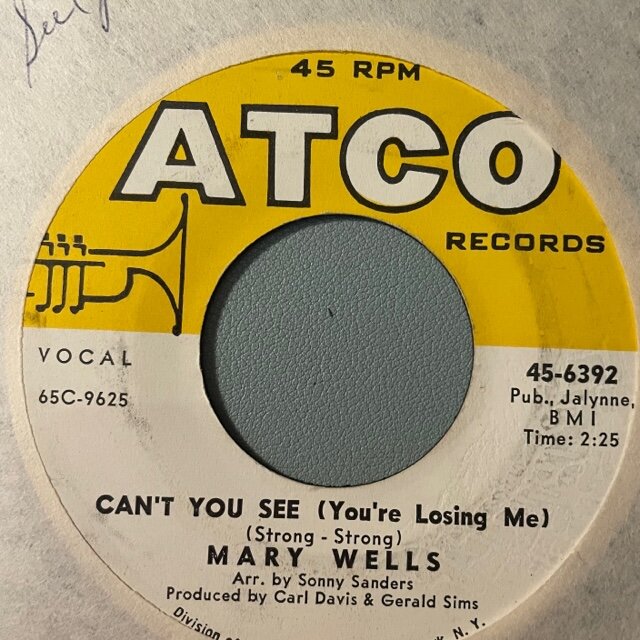 45 RPM
ATCO
RECORDS
VOCAL
65C-9625
45-6392
Pub., Jalynne,
BMI
Time: 2:25
CAN'T YOU SEE (You're Losing Me)
(Strong - Strong)
MARY WELLS
Arr. by Sonny Sanders
Produced by Carl Davis & Gerald Sims
Division N. Y.